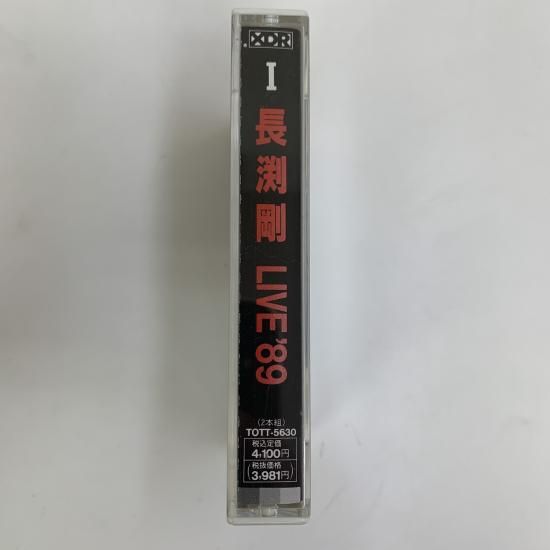 XDR
I
長渕剛 LIVE'89
(2本組)
TOTT-5630
税込定価
4,100円
税抜価格
(3,981円)